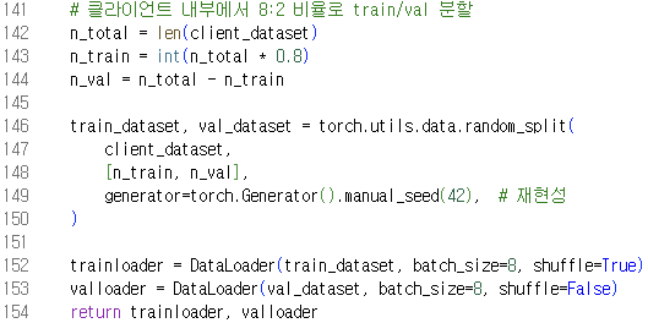 141 # 클라이언트 내부에서 8:2 비율로 train/val 분할
142 n_total = len(client_dataset)
143 n_train = int(n_total * 0.8)
144 n_val = n_total - n_train
145
146 train_dataset, val_dataset = torch.utils.data.random_split(
147 client_dataset,
148 [n_train, n_val],
149 generator=torch.Generator().manual_seed(42), # 재현성
150 )
151
152 trainloader = DataLoader(train_dataset, batch_size=8, shuffle=True)
153 valloader = DataLoader(val_dataset, batch_size=8, shuffle=False)
154 return trainloader, valloader